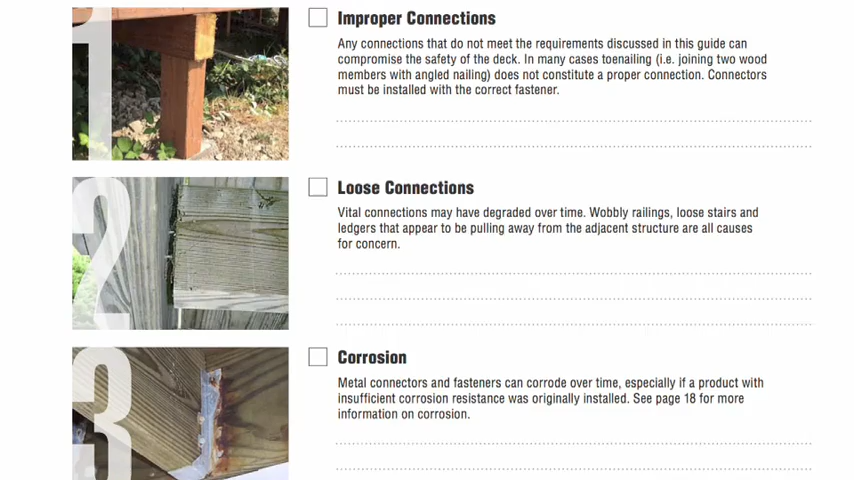 1
Improper Connections
Any connections that do not meet the requirements discussed in this guide can
compromise the safety of the deck. In many cases toenailing (i.e. joining two wood
members with angled nailing) does not constitute a proper connection. Connectors
must be installed with the correct fastener.
2
Loose Connections
Vital connections may have degraded over time. Wobbly railings, loose stairs and
ledgers that appear to be pulling away from the adjacent structure are all causes
for concern.
3
Corrosion
Metal connectors and fasteners can corrode over time, especially if a product with
insufficient corrosion resistance was originally installed. See page 18 for more
information on corrosion.